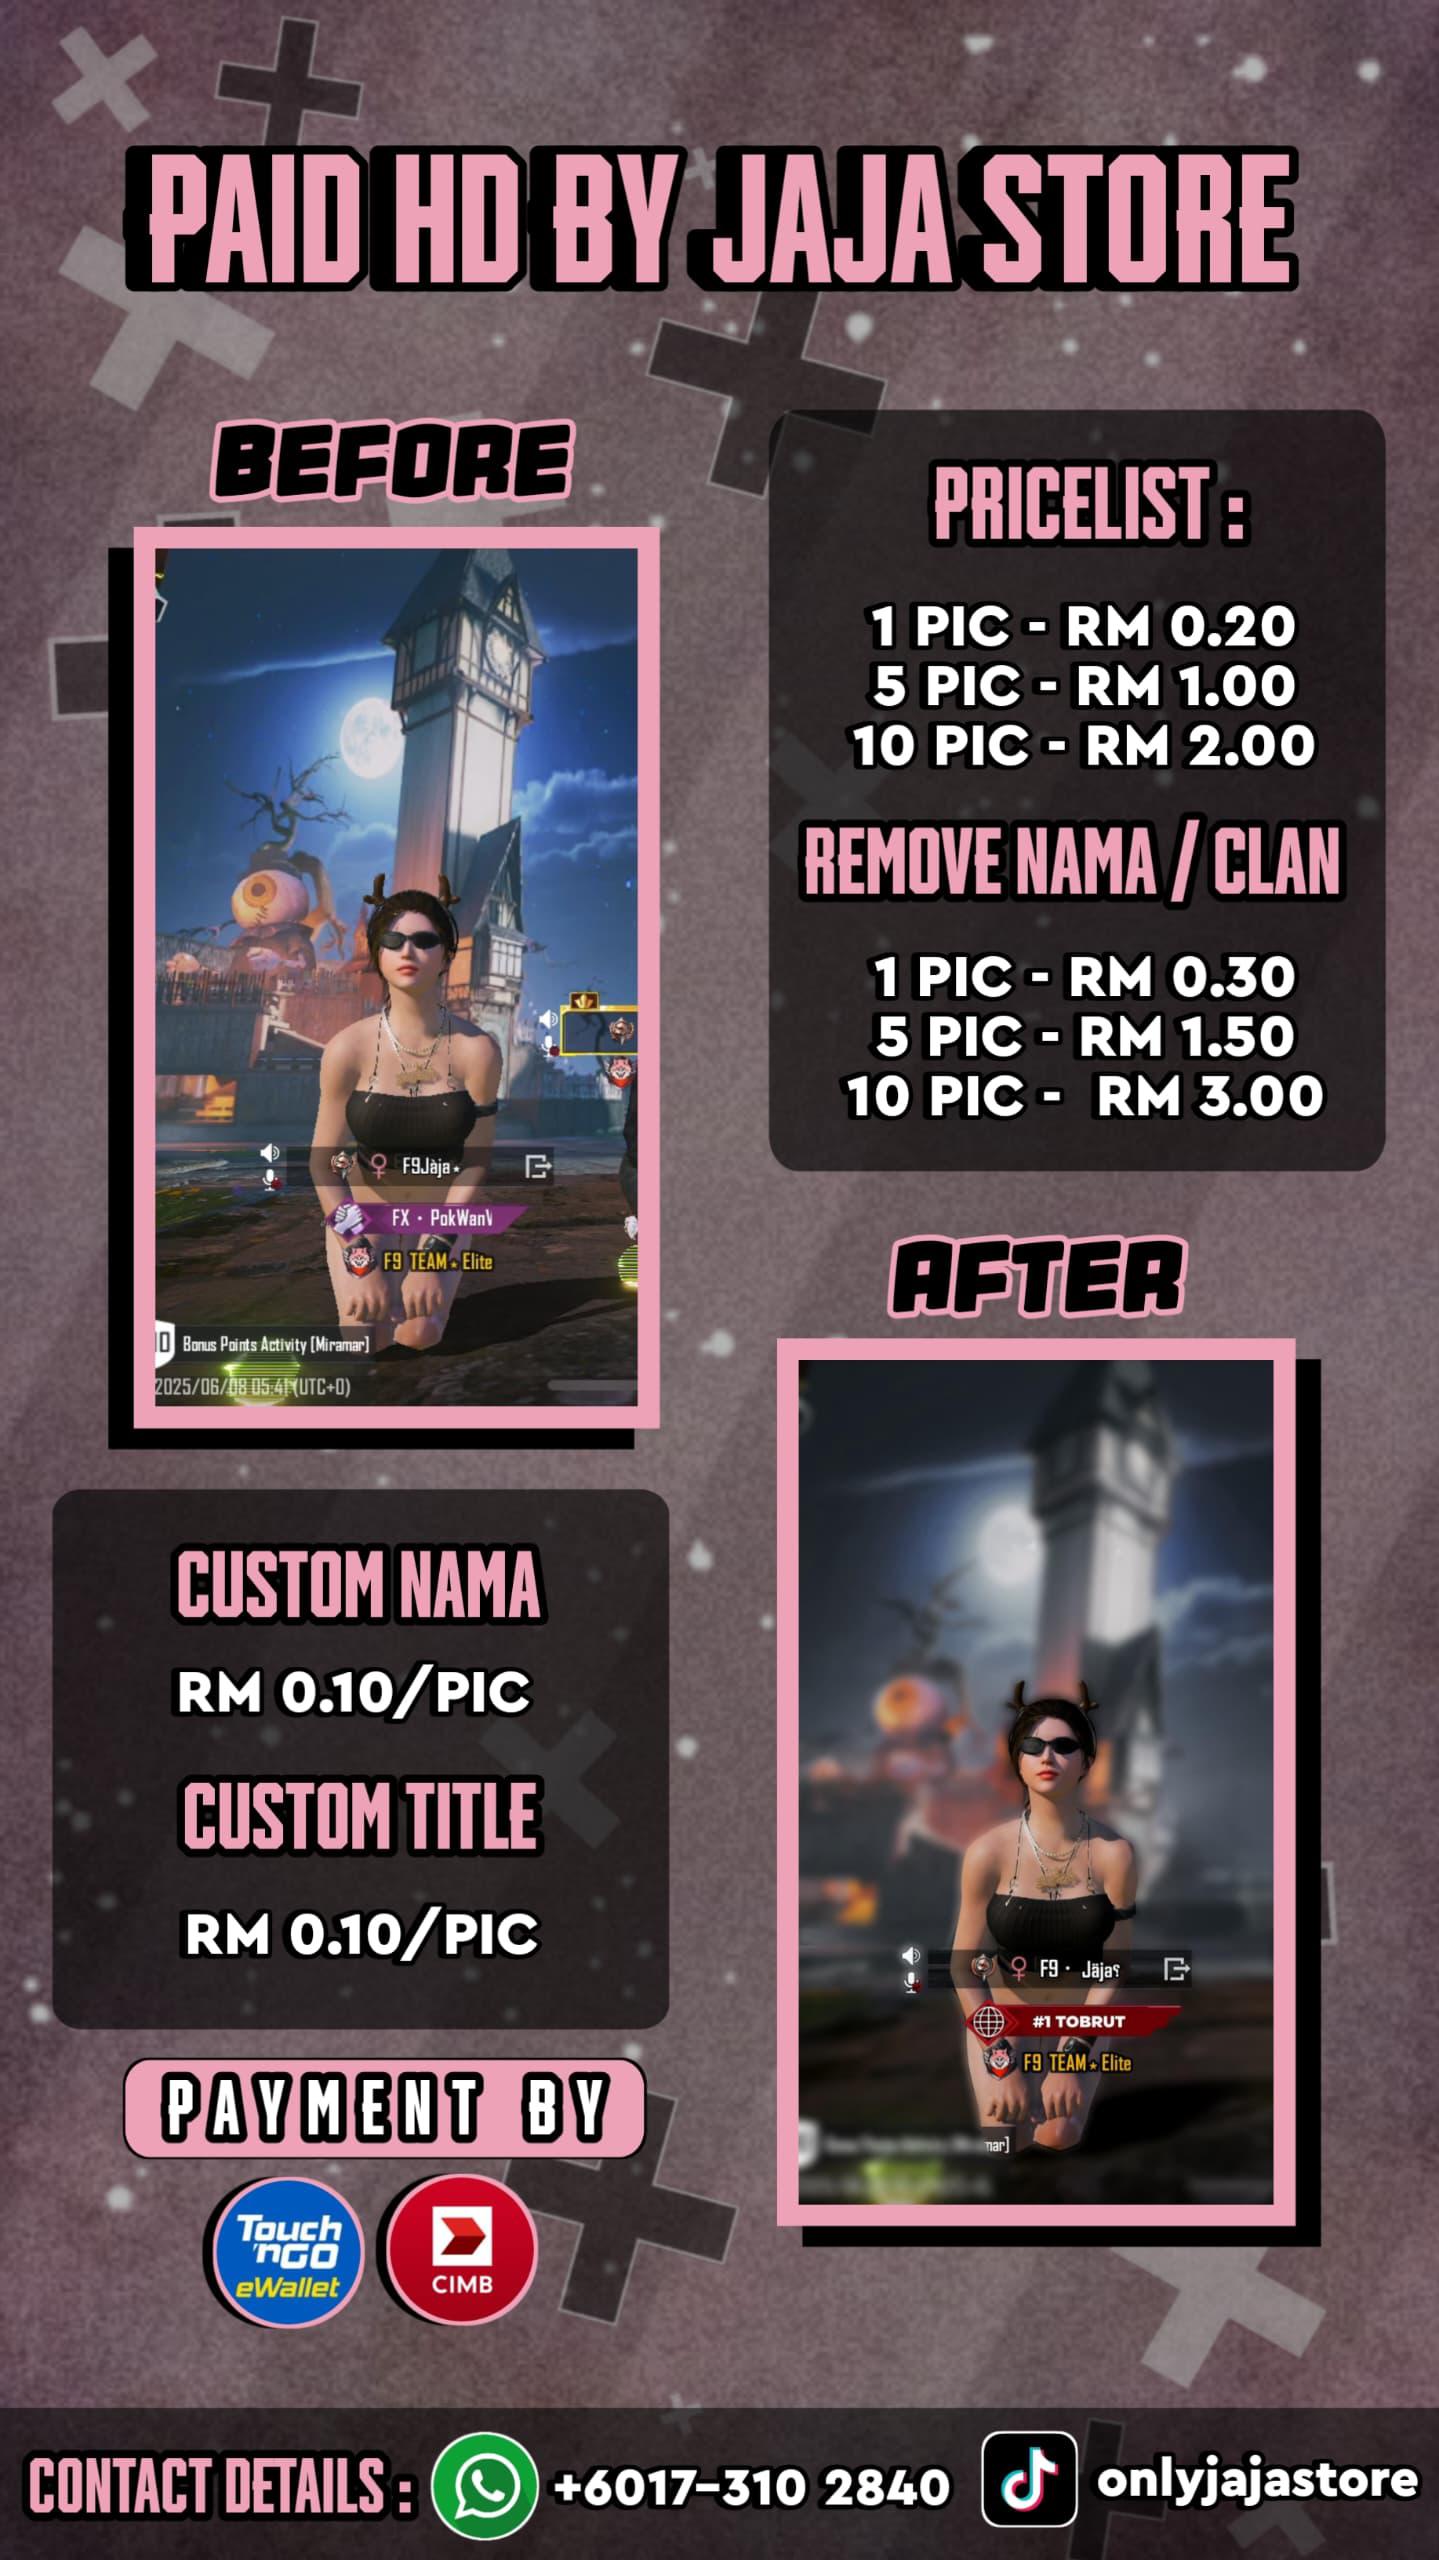 PAID HD BY JAJA STORE
BEFORE
F9Jàja
FX • PokWanV
F9 TEAM★Elite
Bonus Points Activity [Miramar]
2025/06/08 05:41 (UTC+0)
PRICELIST :
1 PIC - RM 0.20
5 PIC - RM 1.00
10 PIC - RM 2.00
REMOVE NAMA / CLAN
1 PIC - RM 0.30
5 PIC - RM 1.50
10 PIC - RM 3.00
AFTER
F9 • Jäja
#1 TOBRUT
F9 TEAM★Elite
mar]
CUSTOM NAMA
RM 0.10/PIC
CUSTOM TITLE
RM 0.10/PIC
PAYMENT BY
Touch
'nGO
eWallet
CIMB
CONTACT DETAILS : +6017-310 2840 onlyjajastore